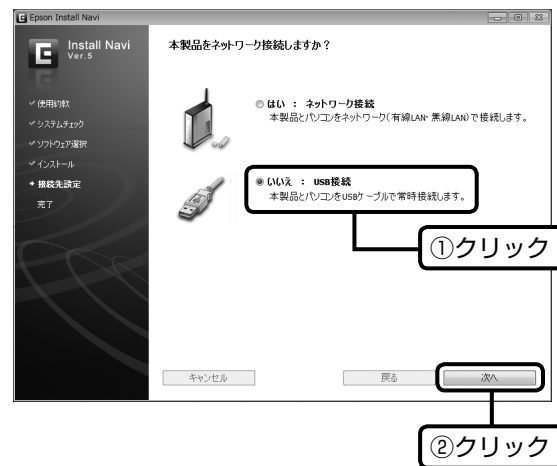 Epson Install Navi
Install Navi
Ver.5
本製品をネットワーク接続しますか？
使用約款
システムチェック
ソフトウェア選択
インストール
接続先設定
完了
はい ： ネットワーク接続
本製品とパソコンをネットワーク(有線LAN・無線LAN)で接続します。
いいえ ： USB接続
本製品とパソコンをUSBケーブルで常時接続します。
①クリック
キャンセル
戻る
次へ
②クリック